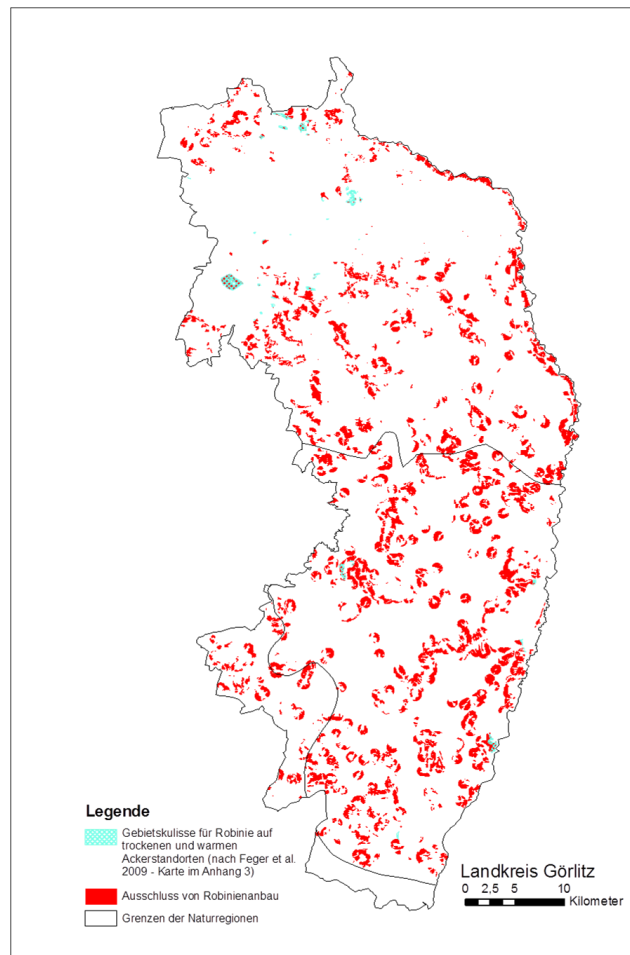 Legende
Gebietskulisse für Robinie auf
trockenen und warmen
Ackerstandorten (nach Feger et al.
2009 - Karte im Anhang 3)
Ausschluss von Robinienanbau
Grenzen der Naturregionen
Landkreis Görlitz
0 2,5 5 10
Kilometer